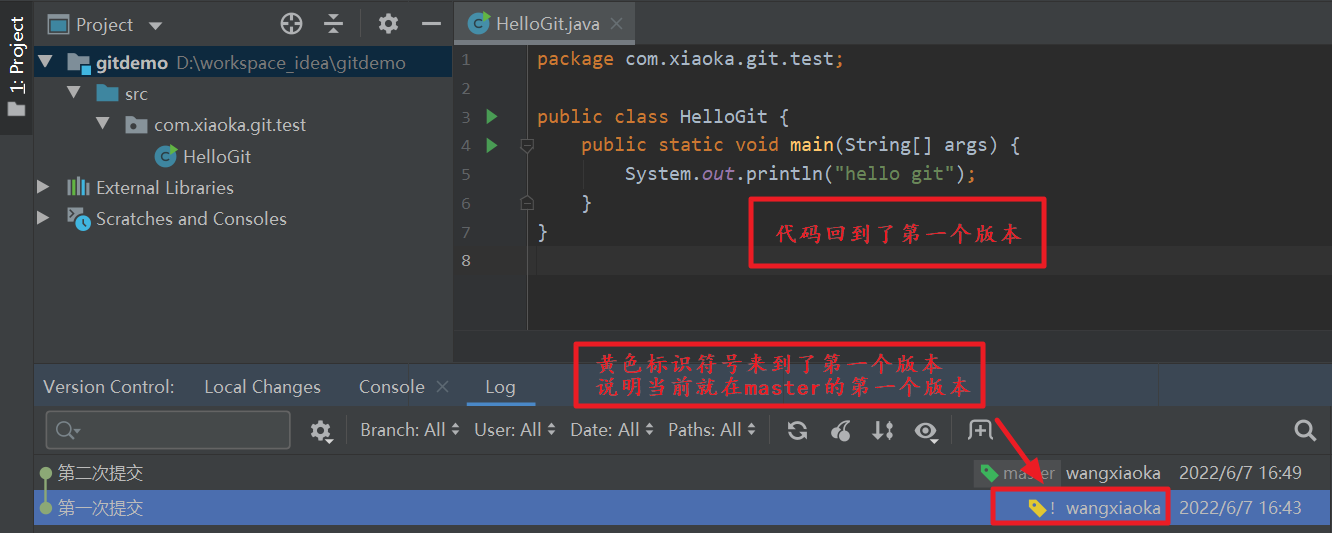 1: Project
Project
HelloGit.java
gitdemo D:\workspace_idea\gitdemo
src
com.xiaoka.git.test
HelloGit
External Libraries
Scratches and Consoles
1 package com.xiaoka.git.test;
2
3 public class HelloGit {
4 public static void main(String[] args) {
5 System.out.println("hello git");
6 }
7 }
8
代码回到了第一个版本
黄色标识符号来到了第一个版本
说明当前就在master的第一个版本
Version Control: Local Changes Console Log
Branch: All User: All Date: All Paths: All
第二次提交 master wangxiaoka 2022/6/7 16:49
第一次提交 ! wangxiaoka 2022/6/7 16:43